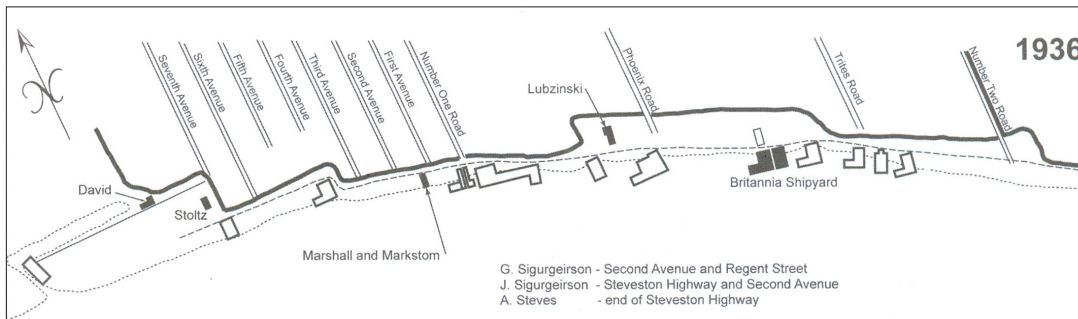 1936
N
Seventh Avenue
Sixth Avenue
Fifth Avenue
Fourth Avenue
Third Avenue
Second Avenue
First Avenue
Number One Road
Phoenix Road
Trites Road
Number Two Road
Lubzinski
David
Stoltz
Britannia Shipyard
Marshall and Markstom
G. Sigurgeirson - Second Avenue and Regent Street
J. Sigurgeirson - Steveston Highway and Second Avenue
A. Steves - end of Steveston Highway